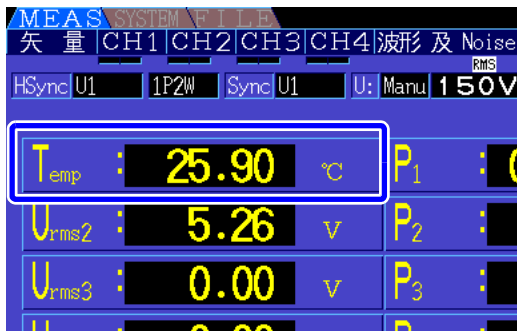 MEAS SYSTEM FILE
矢 量 CH1 CH2 CH3 CH4 波形 及 Noise
RMS
HSync U1 1P2W Sync U1 U: Manu 150V
Temp : 25.90 ℃ P1 :
Urms2 : 5.26 V P2 :
Urms3 : 0.00 V P3 :